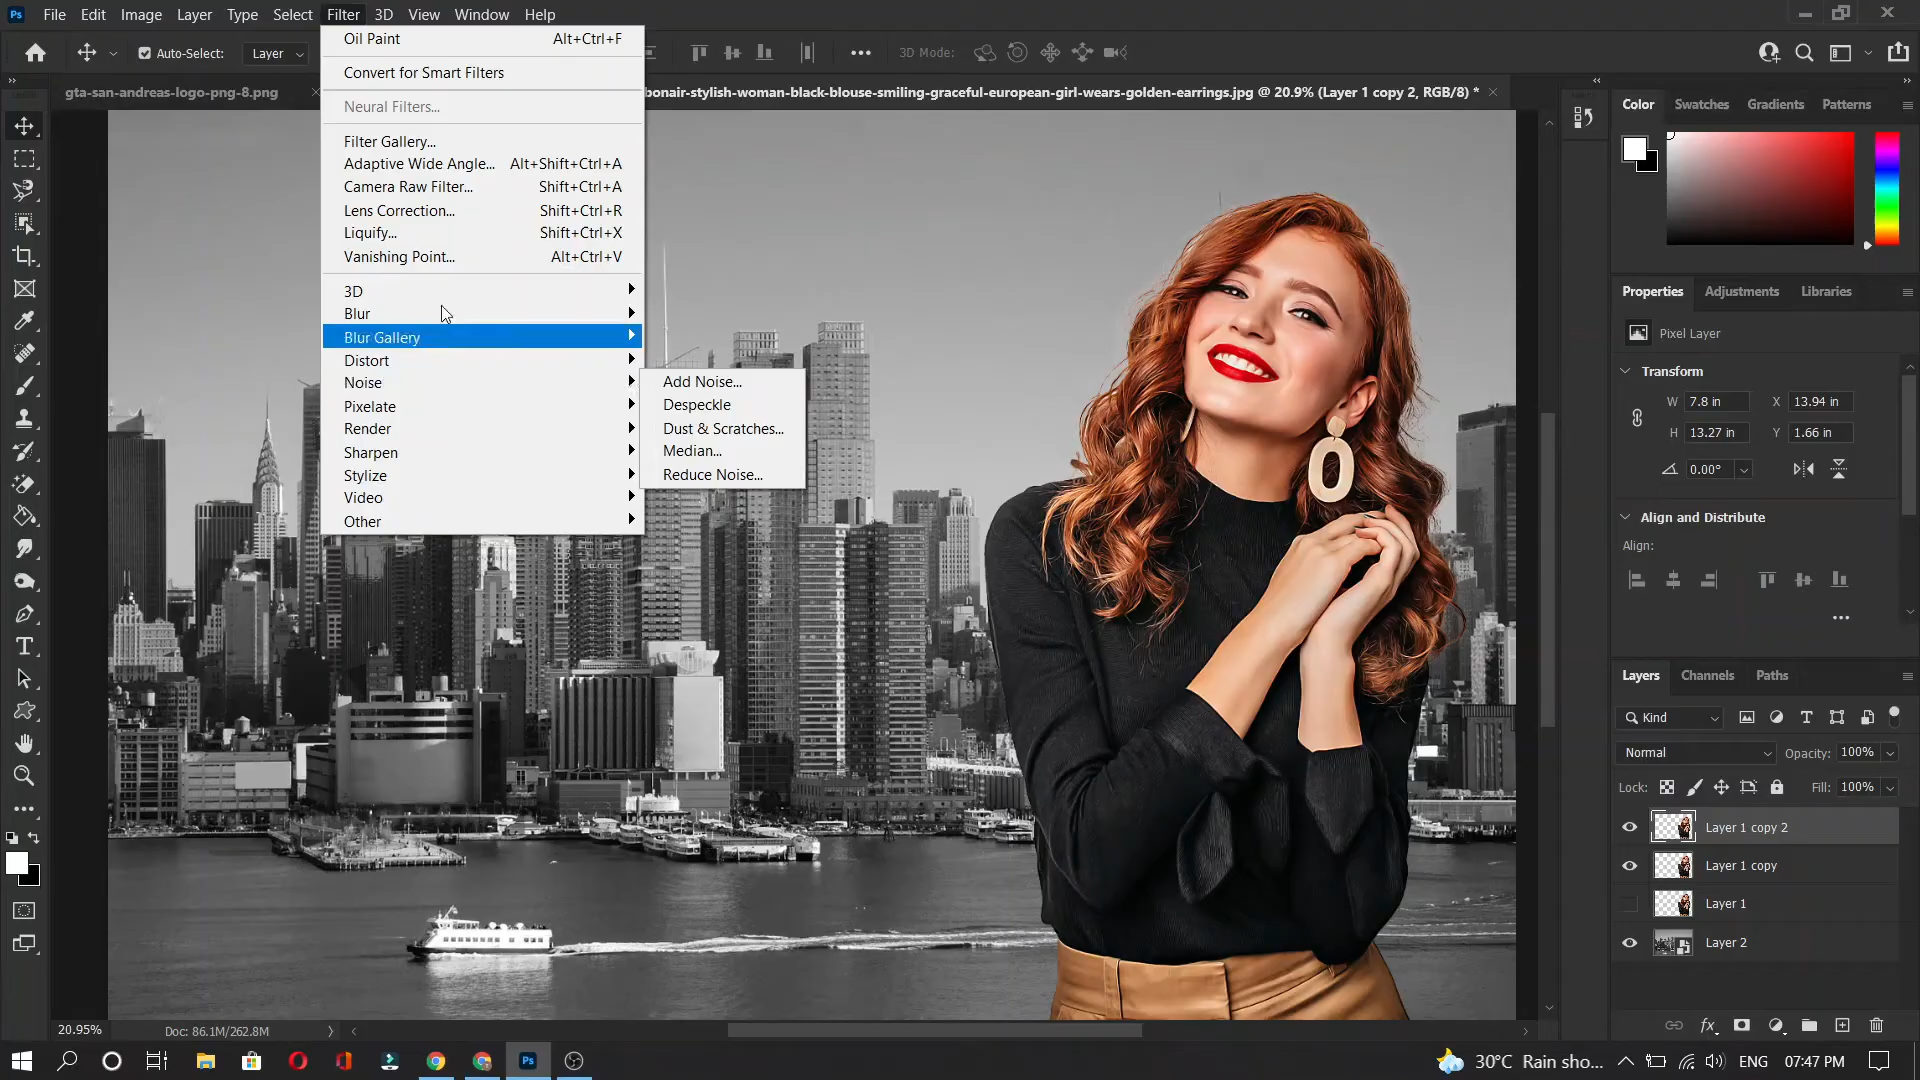 Ps File Edit Image Layer Type Select Filter 3D View Window Help
Auto-Select: Layer 3D Mode:
gta-san-andreas-logo-png-8.png
bonair-stylish-woman-black-blouse-smiling-graceful-european-girl-wears-golden-earrings.jpg @ 20.9% (Layer 1 copy 2, RGB/8) *
Oil Paint Alt+Ctrl+F
Convert for Smart Filters
Neural Filters...
Filter Gallery...
Adaptive Wide Angle... Alt+Shift+Ctrl+A
Camera Raw Filter... Shift+Ctrl+A
Lens Correction... Shift+Ctrl+R
Liquify... Shift+Ctrl+X
Vanishing Point... Alt+Ctrl+V
3D
Blur
Blur Gallery
Distort
Noise
Pixelate
Render
Sharpen
Stylize
Video
Other
Add Noise...
Despeckle
Dust & Scratches...
Median...
Reduce Noise...
Color Swatches Gradients Patterns
Properties Adjustments Libraries
Pixel Layer
Transform
W 7.8 in X 13.94 in
H 13.27 in Y 1.66 in
0.00°
Align and Distribute
Align:
Layers Channels Paths
Kind
Normal Opacity: 100%
Lock: Fill: 100%
Layer 1 copy 2
Layer 1 copy
Layer 1
Layer 2
20.95% Doc: 86.1M/262.8M
Ps 30°C Rain sho... ENG 07:47 PM